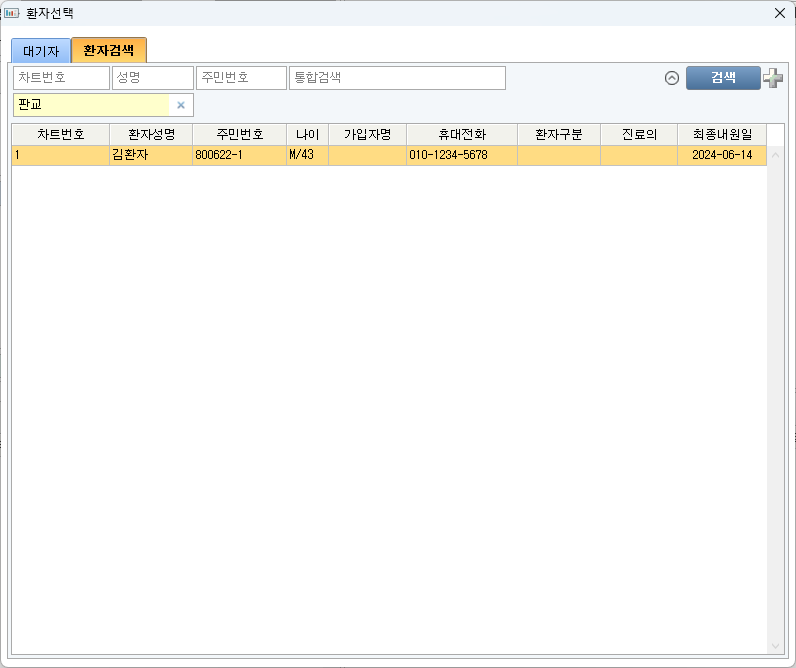 환자선택
대기자 환자검색
차트번호 성명 주민번호 통합검색 검색
판교
차트번호 환자성명 주민번호 나이 가입자명 휴대전화 환자구분 진료의 최종내원일
1 김환자 800622-1 M/43 010-1234-5678 2024-06-14